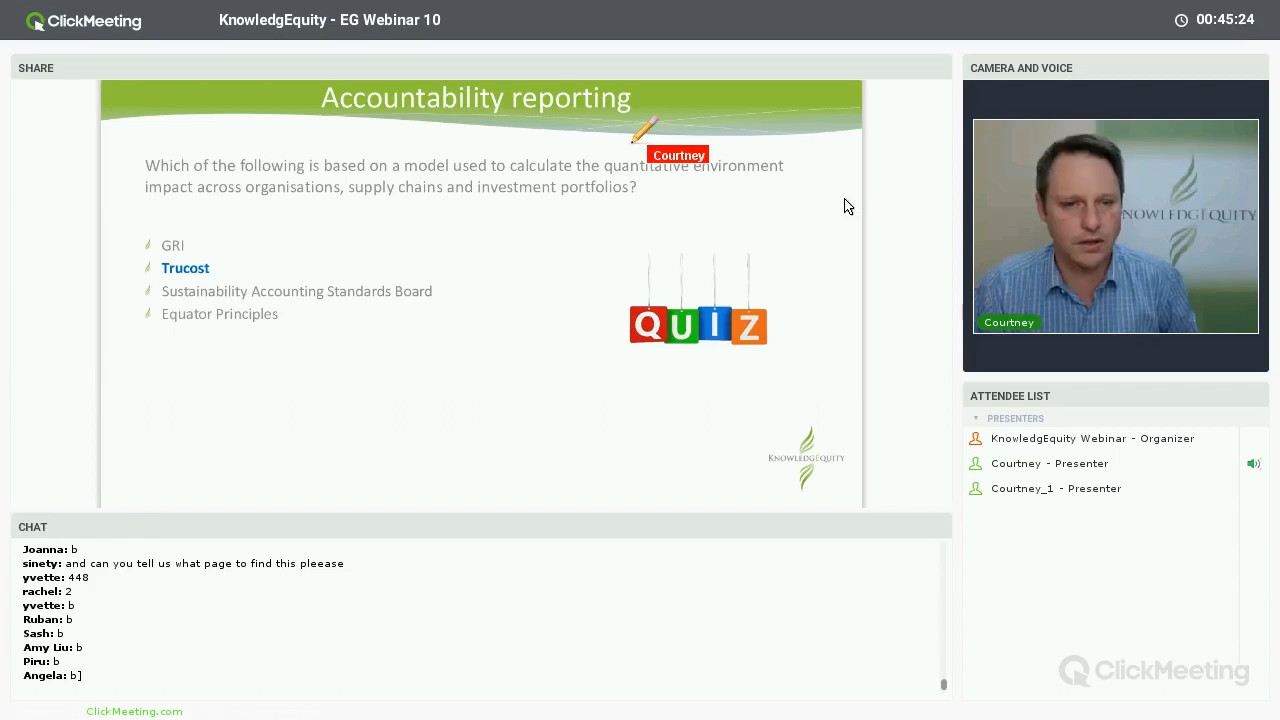 ClickMeeting
KnowledgEquity - EG Webinar 10
00:45:24
SHARE
Accountability reporting
Courtney
Which of the following is based on a model used to calculate the quantitative environment
impact across organisations, supply chains and investment portfolios?
GRI
Trucost
Sustainability Accounting Standards Board
Equator Principles
QUIZ
KNOWLEDGEQUITY
CAMERA AND VOICE
KNOWLEDGEQUITY
Courtney
ATTENDEE LIST
PRESENTERS
KnowledgEquity Webinar - Organizer
Courtney - Presenter
Courtney_1 - Presenter
CHAT
Joanna: b
sinety: and can you tell us what page to find this pleease
yvette: 448
rachel: 2
yvette: b
Ruban: b
Sash: b
Amy Liu: b
Piru: b
Angela: b]
ClickMeeting
ClickMeeting.com